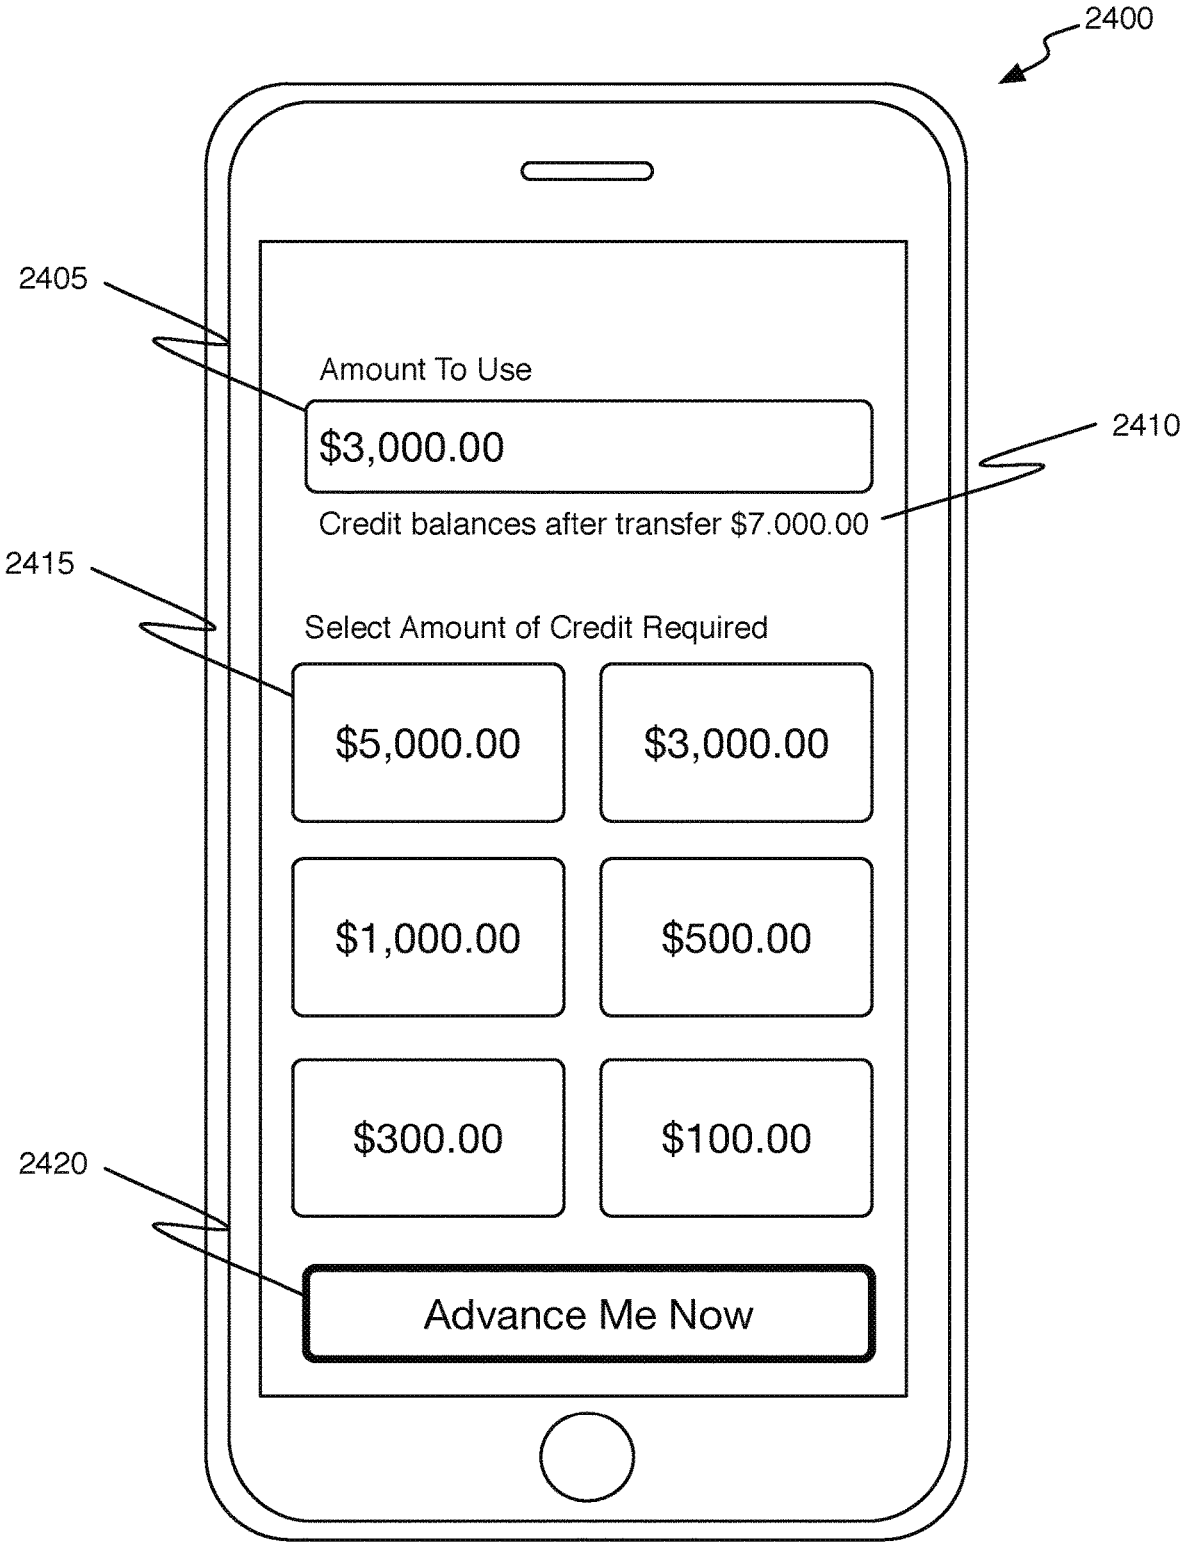 2400
2405
Amount To Use
$3,000.00
2410
Credit balances after transfer $7.000.00
2415
Select Amount of Credit Required
$5,000.00 $3,000.00
$1,000.00 $500.00
$300.00 $100.00
2420
Advance Me Now